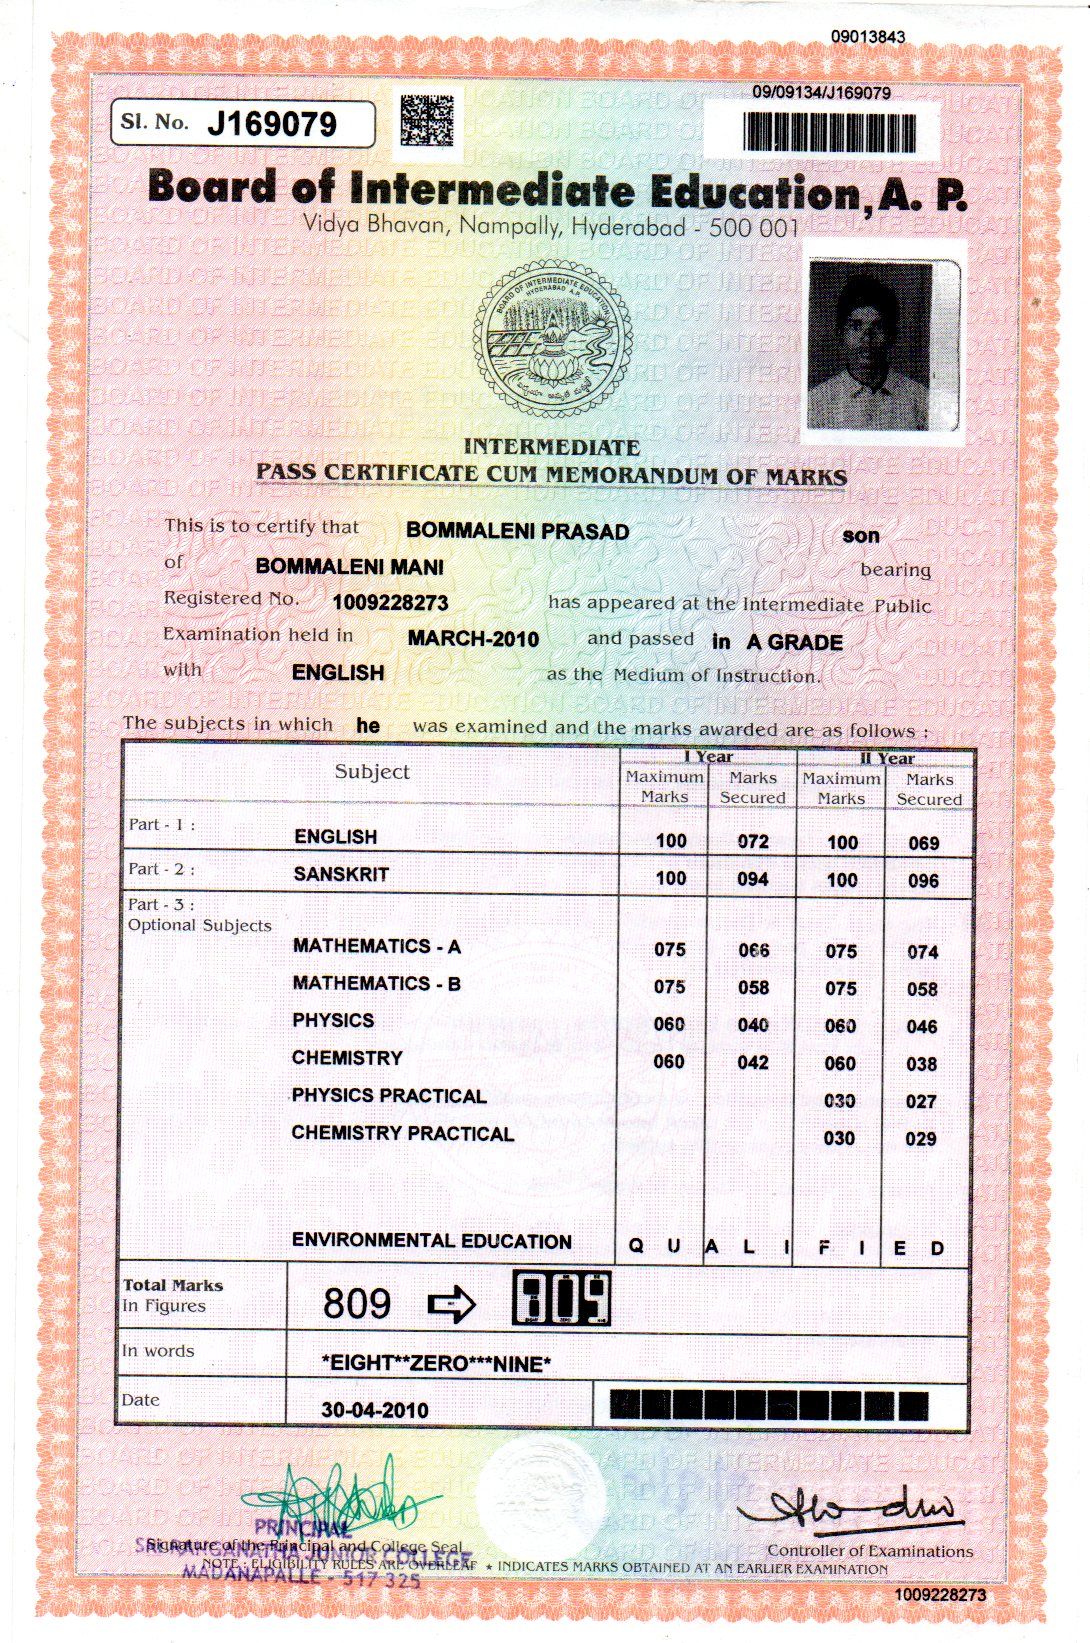 09013843
09/09134/J169079
Sl. No. J169079
Board of Intermediate Education, A. P.
Vidya Bhavan, Nampally, Hyderabad - 500 001
BOARD OF INTERMEDIATE EDUCATION
HYDERABAD A.P.
INTERMEDIATE
PASS CERTIFICATE CUM MEMORANDUM OF MARKS
This is to certify that BOMMALENI PRASAD son
of BOMMALENI MANI bearing
Registered No. 1009228273 has appeared at the Intermediate Public
Examination held in MARCH-2010 and passed in A GRADE
with ENGLISH as the Medium of Instruction.
The subjects in which he was examined and the marks awarded are as follows :
Subject I Year II Year
Maximum Marks Marks Secured Maximum Marks Marks Secured
Part - 1 :
ENGLISH 100 072 100 069
Part - 2 :
SANSKRIT 100 094 100 096
Part - 3 :
Optional Subjects
MATHEMATICS - A 075 066 075 074
MATHEMATICS - B 075 058 075 058
PHYSICS 060 040 060 046
CHEMISTRY 060 042 060 038
PHYSICS PRACTICAL 030 027
CHEMISTRY PRACTICAL 030 029
ENVIRONMENTAL EDUCATION Q U A L I F I E D
Total Marks
In Figures 809 809
In words *EIGHT**ZERO***NINE*
Date 30-04-2010
PRINCIPAL
Signature of the Principal and College Seal
SRI RANGANATHA JUNIOR COLLEGE
MADANAPALLE - 517 325
Controller of Examinations
NOTE : ELIGIBILITY RULES ARE OVERLEAF * INDICATES MARKS OBTAINED AT AN EARLIER EXAMINATION
1009228273